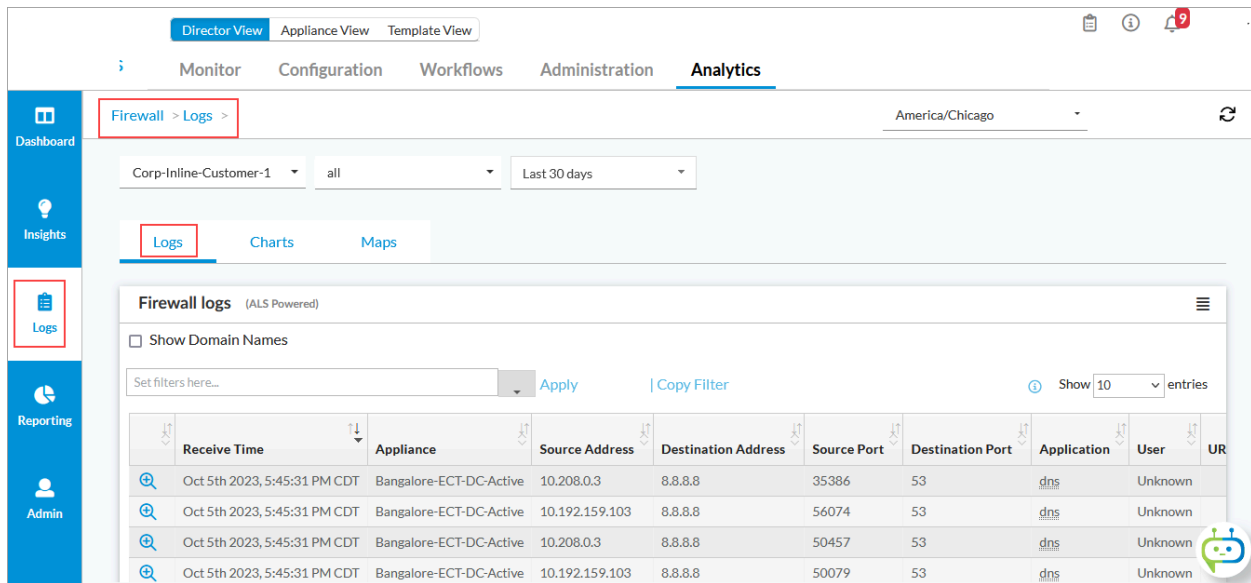 Director View Appliance View Template View 9
s Monitor Configuration Workflows Administration Analytics
Firewall > Logs > America/Chicago
Dashboard
Corp-Inline-Customer-1 all Last 30 days
Insights
Logs Charts Maps
Firewall logs (ALS Powered)
Logs
Show Domain Names
Set filters here... Apply | Copy Filter Show 10 entries
Reporting
Receive Time Appliance Source Address Destination Address Source Port Destination Port Application User UR
Oct 5th 2023, 5:45:31 PM CDT Bangalore-ECT-DC-Active 10.208.0.3 8.8.8.8 35386 53 dns Unknown
Admin
Oct 5th 2023, 5:45:31 PM CDT Bangalore-ECT-DC-Active 10.192.159.103 8.8.8.8 56074 53 dns Unknown
Oct 5th 2023, 5:45:31 PM CDT Bangalore-ECT-DC-Active 10.208.0.3 8.8.8.8 50457 53 dns Unknown
Oct 5th 2023, 5:45:31 PM CDT Bangalore-ECT-DC-Active 10.192.159.103 8.8.8.8 50079 53 dns Unknown